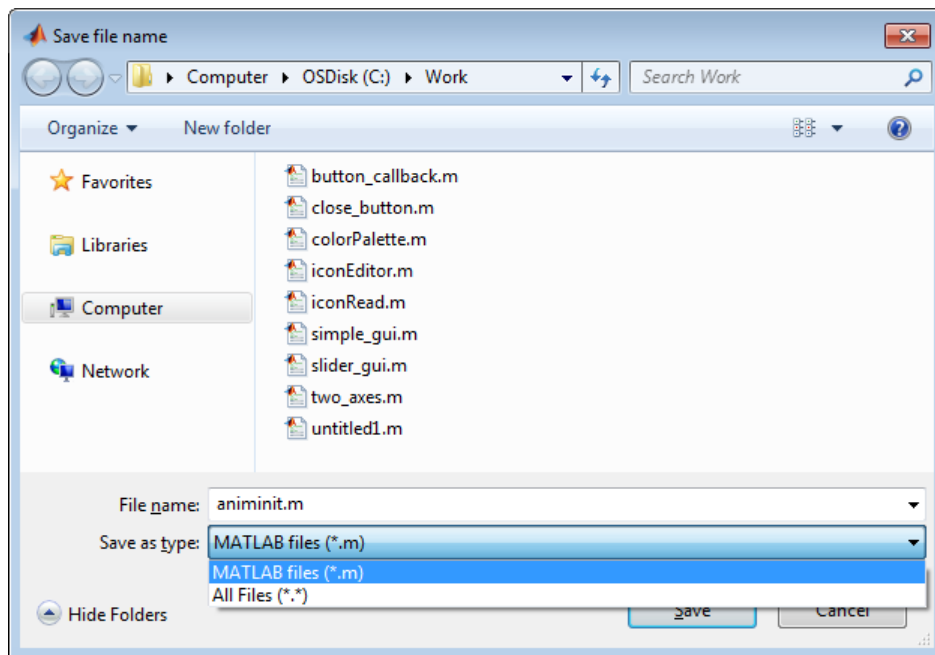 Save file name
Computer OSDisk (C:) Work Search Work
Organize New folder
Favorites
Libraries
Computer
Network
button_callback.m
close_button.m
colorPalette.m
iconEditor.m
iconRead.m
simple_gui.m
slider_gui.m
two_axes.m
untitled1.m
File name: animinit.m
Save as type: MATLAB files (*.m)
MATLAB files (*.m)
All Files (*.*)
Hide Folders Save Cancel